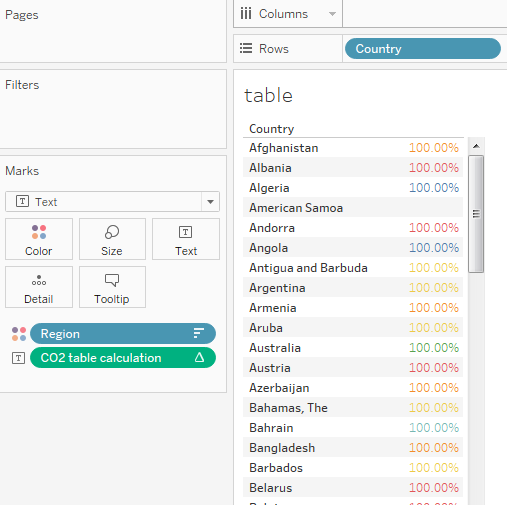 Pages
Columns
Rows
Country
Filters
table
Country
Marks
Text
Color
Size
Text
Detail
Tooltip
Region
CO2 table calculation
Afghanistan 100.00%
Albania 100.00%
Algeria 100.00%
American Samoa
Andorra 100.00%
Angola 100.00%
Antigua and Barbuda 100.00%
Argentina 100.00%
Armenia 100.00%
Aruba 100.00%
Australia 100.00%
Austria 100.00%
Azerbaijan 100.00%
Bahamas, The 100.00%
Bahrain 100.00%
Bangladesh 100.00%
Barbados 100.00%
Belarus 100.00%